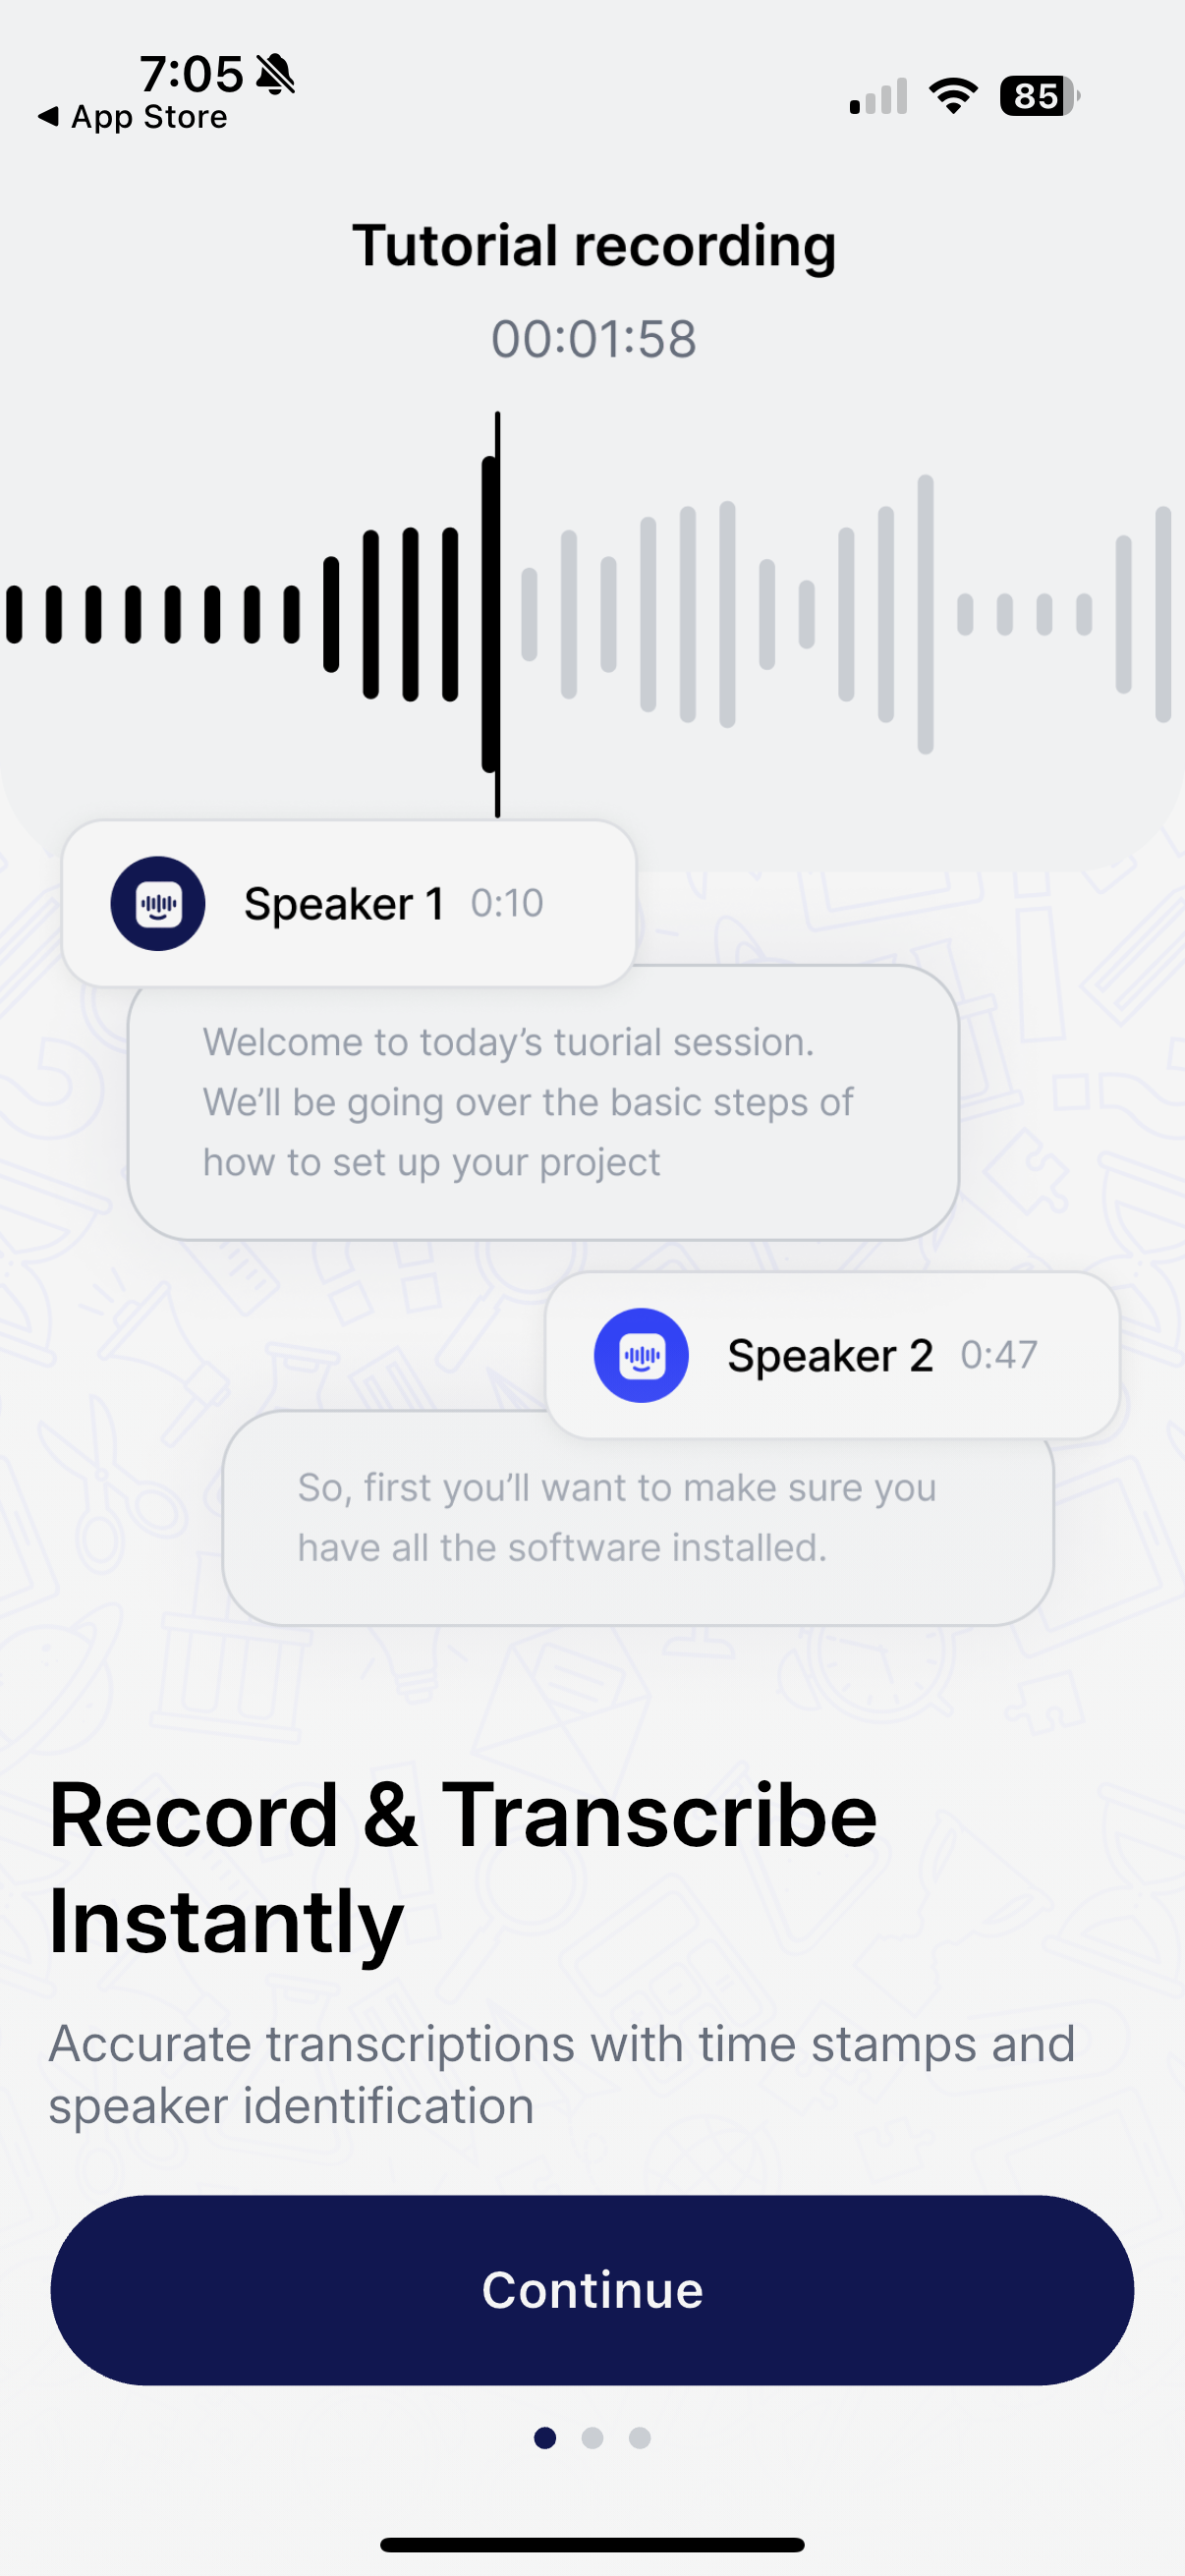 7:05
App Store
85
Tutorial recording
00:01:58
Speaker 1 0:10
Welcome to today’s tuorial session.
We’ll be going over the basic steps of
how to set up your project
Speaker 2 0:47
So, first you’ll want to make sure you
have all the software installed.
Record & Transcribe
Instantly
Accurate transcriptions with time stamps and
speaker identification
Continue